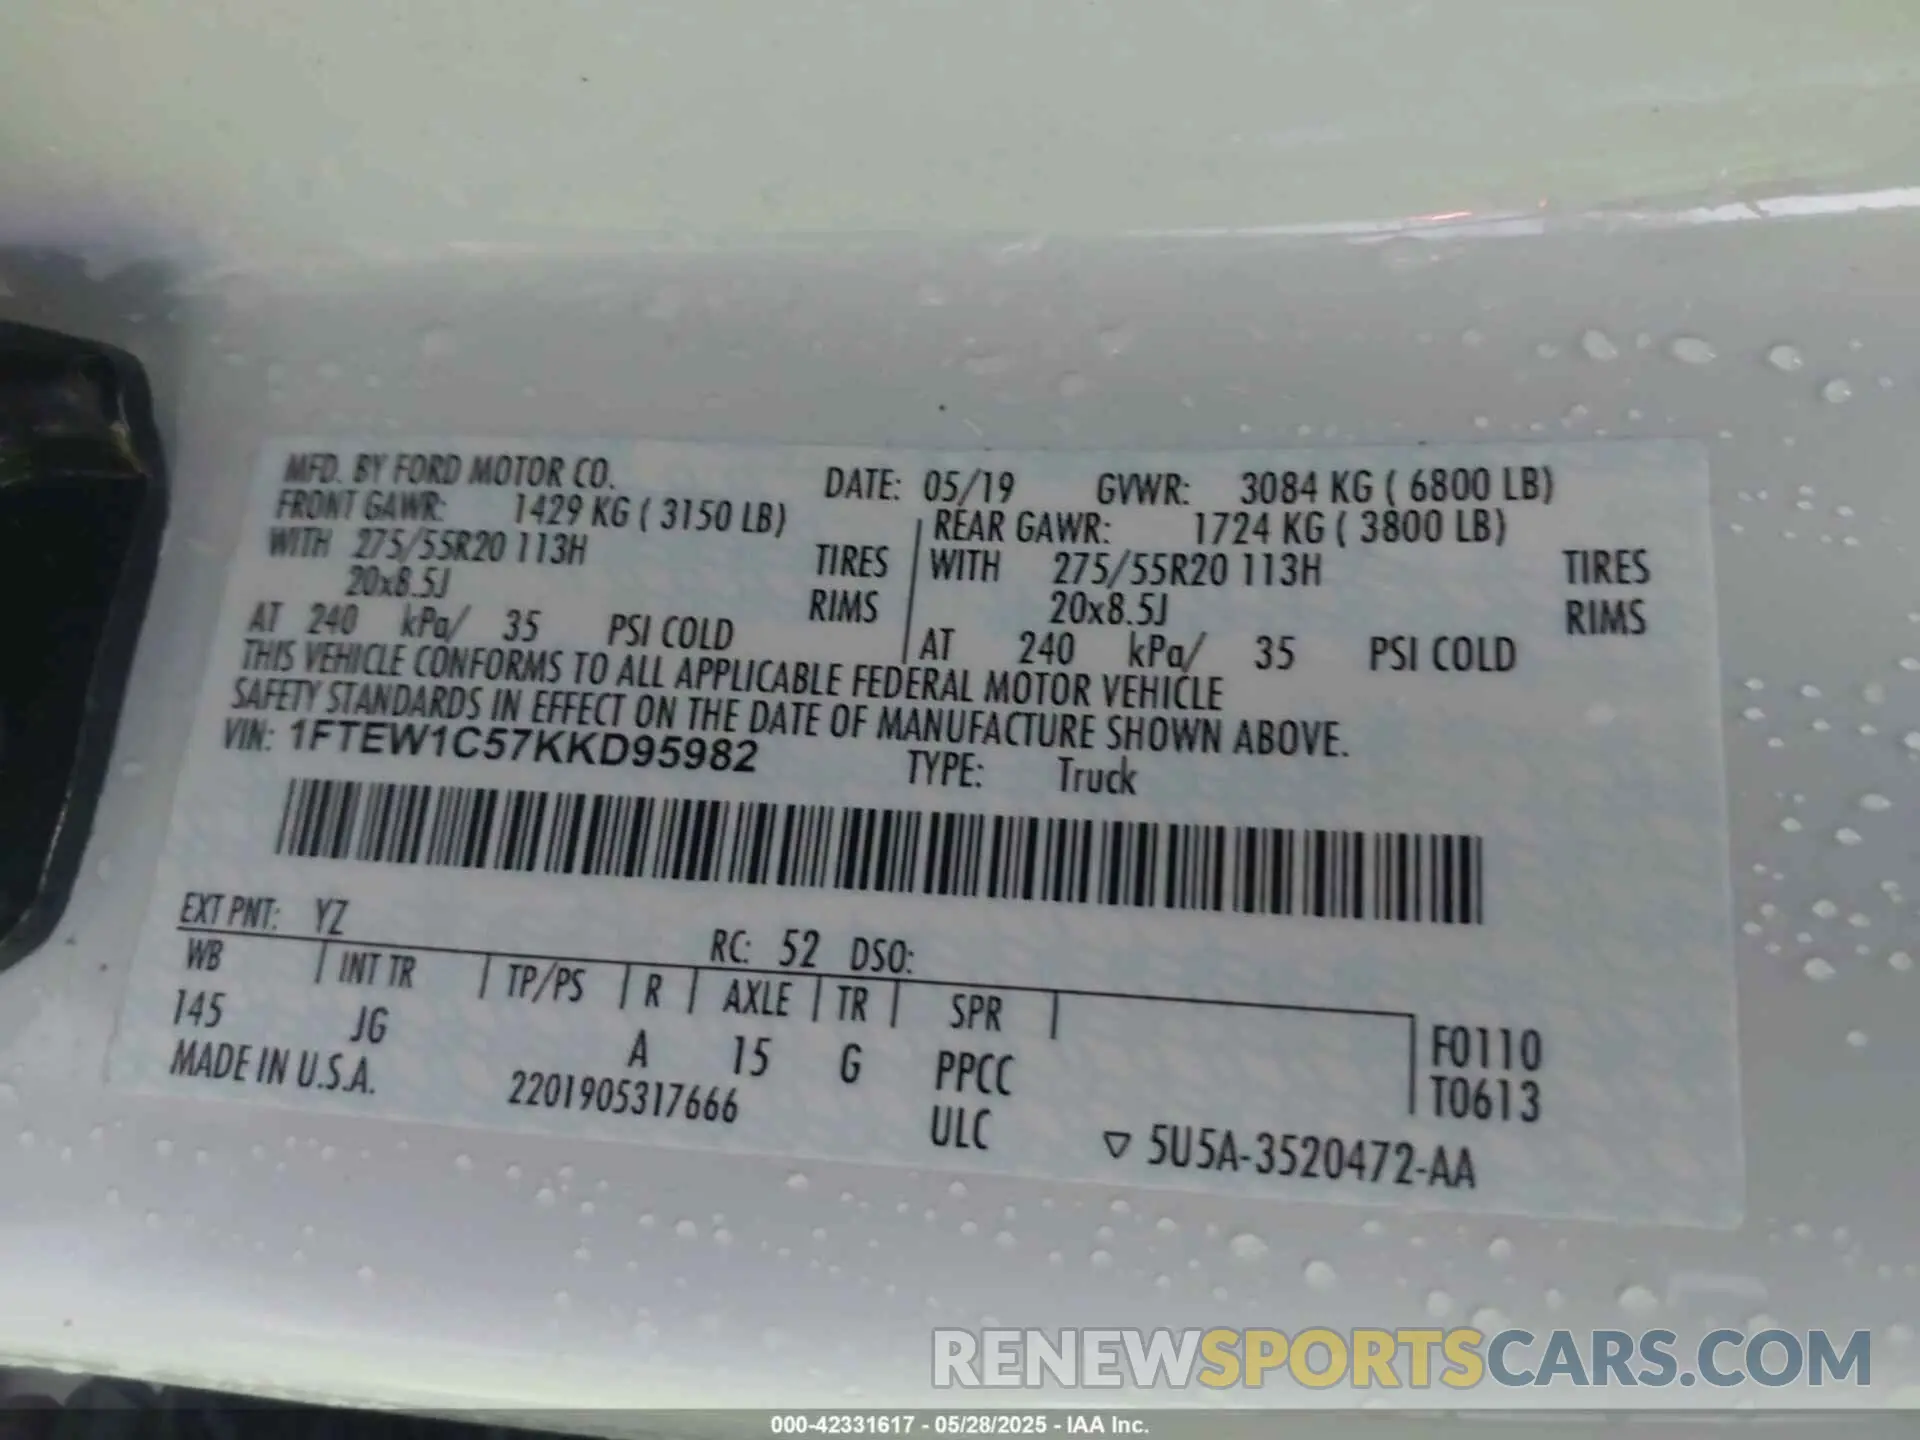 MFD. BY FORD MOTOR CO. DATE: 05/19 GVWR: 3084 KG ( 6800 LB)
FRONT GAWR: 1429 KG ( 3150 LB) REAR GAWR: 1724 KG ( 3800 LB)
WITH 275/55R20 113H TIRES WITH 275/55R20 113H TIRES
20x8.5J RIMS 20x8.5J RIMS
AT 240 kPa/ 35 PSI COLD AT 240 kPa/ 35 PSI COLD
THIS VEHICLE CONFORMS TO ALL APPLICABLE FEDERAL MOTOR VEHICLE
SAFETY STANDARDS IN EFFECT ON THE DATE OF MANUFACTURE SHOWN ABOVE.
VIN: 1FTEW1C57KKD95982 TYPE: Truck
EXT PNT: YZ RC: 52 DSO:
WB INT TR TP/PS R AXLE TR SPR
145 JG A 15 G PPCC F0110
MADE IN U.S.A. 2201905317666 ULC T0613
▽ 5U5A-3520472-AA
RENEWSPORTSCARS.COM
000-42331617 - 05/28/2025 - IAA Inc.